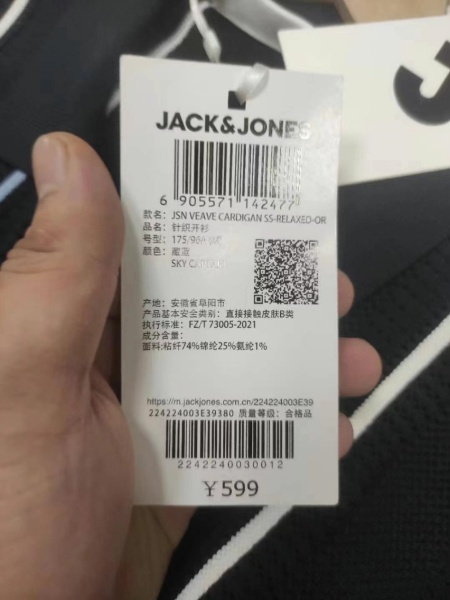 JACK&JONES
6 905571 142477
款名: JSN VEAVE CARDIGAN SS-RELAXED-OR
品名: 针织开衫
号型: 175/96A
颜色: 藏蓝
SKY CAPTAIN
产地: 安徽省阜阳市
产品基本安全类别: 直接接触皮肤B类
执行标准: FZ/T 73005-2021
成分含量:
面料:粘纤74%锦纶25%氨纶1%
https://m.jackjones.com.cn/224224003E39
224224003E39380 质量等级: 合格品
2242240030012
￥599